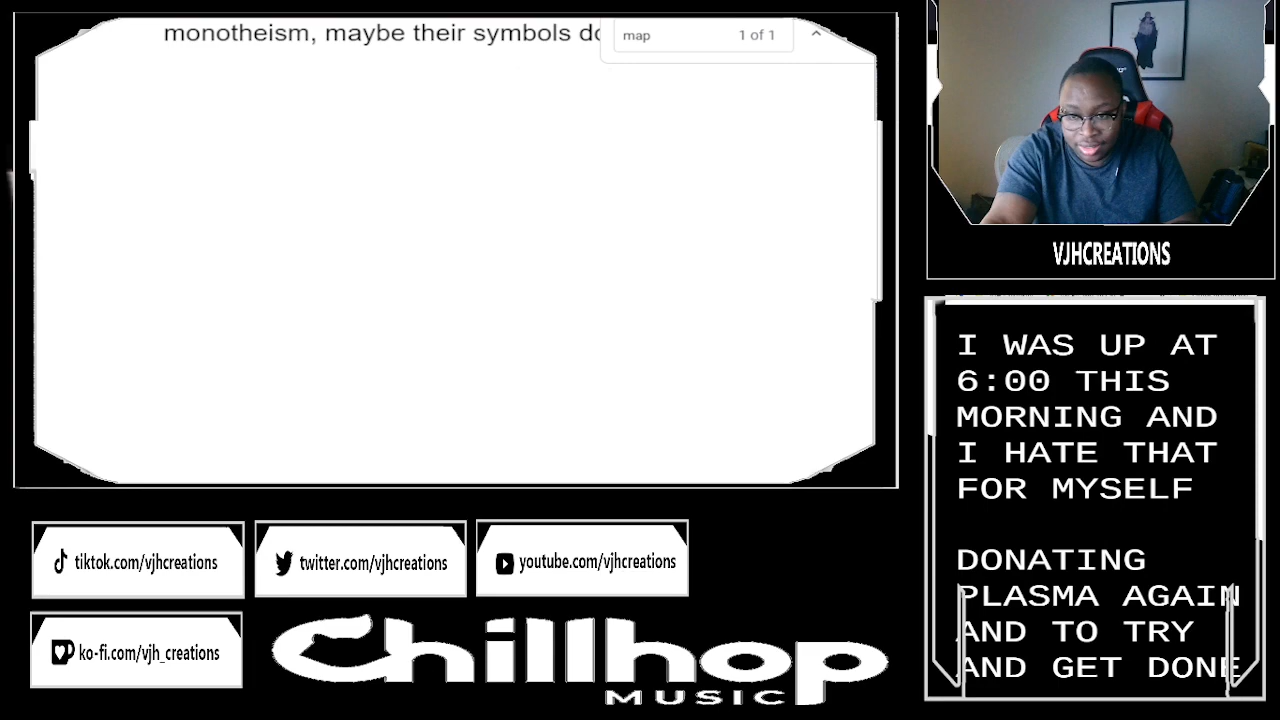 monotheism, maybe their symbols do
map 1 of 1
VJHCREATIONS
I WAS UP AT
6:00 THIS
MORNING AND
I HATE THAT
FOR MYSELF
DONATING
PLASMA AGAIN
AND TO TRY
AND GET DONE
tiktok.com/vjhcreations
twitter.com/vjhcreations
youtube.com/vjhcreations
ko-fi.com/vjh_creations
Chillhop
MUSIC